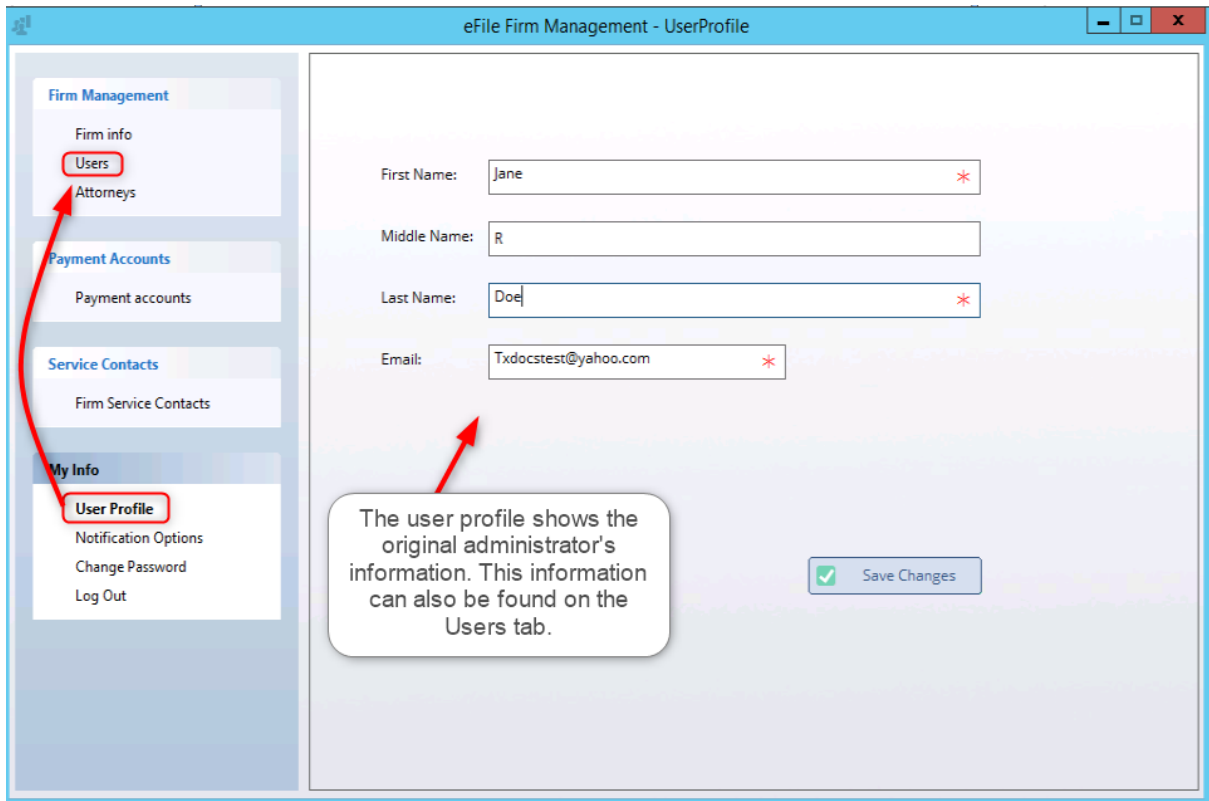 eFile Firm Management - UserProfile
X
Firm Management
Firm info
Users
Attorneys
Payment Accounts
Payment accounts
Service Contacts
Firm Service Contacts
My Info
User Profile
Notification Options
Change Password
Log Out
First Name: Jane *
Middle Name: R
Last Name: Doe *
Email: Txdocstest@yahoo.com *
The user profile shows the
original administrator's
information. This information
can also be found on the
Users tab.
Save Changes